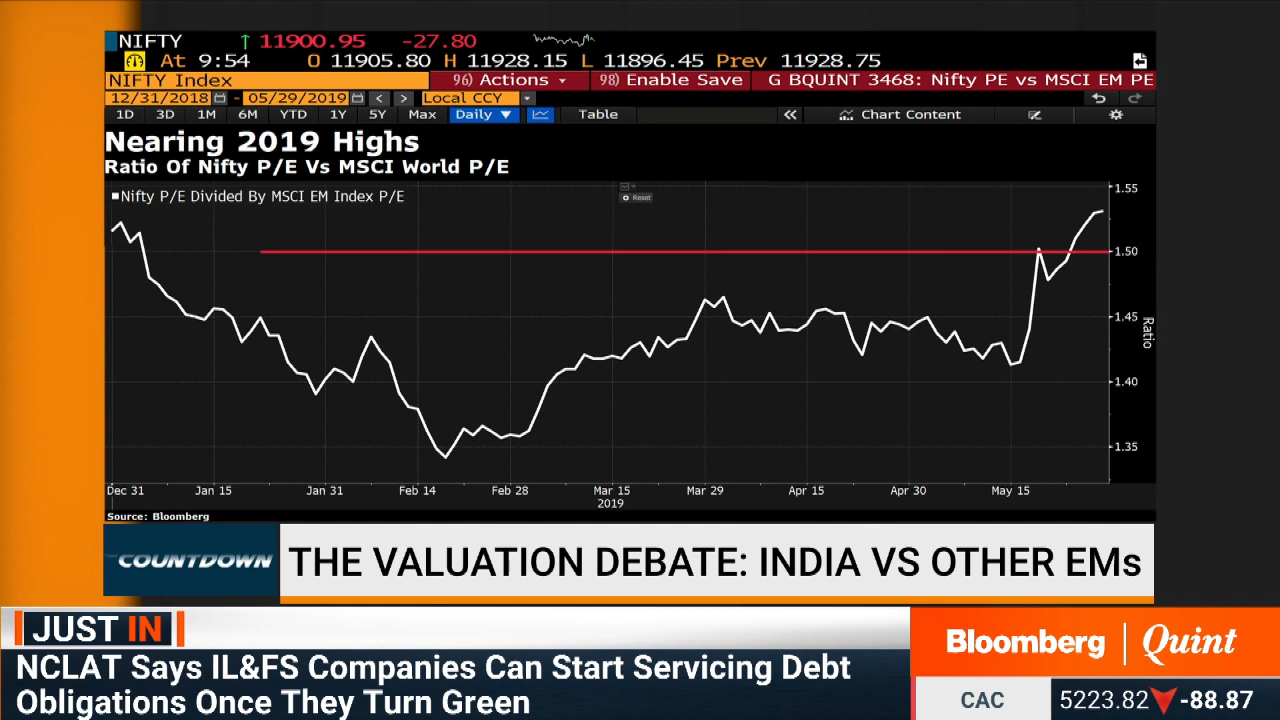 NIFTY ↑ 11900.95 -27.80
At 9:54 O 11905.80 H 11928.15 L 11896.45 Prev 11928.75
NIFTY Index 96) Actions 98) Enable Save G BQUINT 3468: Nifty PE vs MSCI EM PE
12/31/2018 - 05/29/2019 < > Local CCY
1D 3D 1M 6M YTD 1Y 5Y Max Daily ▼ Table « Chart Content
Nearing 2019 Highs
Ratio Of Nifty P/E Vs MSCI World P/E
Nifty P/E Divided By MSCI EM Index P/E
Reset
1.55
1.50
1.45
1.40
1.35
Ratio
Dec 31 Jan 15 Jan 31 Feb 14 Feb 28 Mar 15 Mar 29 Apr 15 Apr 30 May 15
2019
Source: Bloomberg
COUNTDOWN THE VALUATION DEBATE: INDIA VS OTHER EMs
JUST IN
NCLAT Says IL&FS Companies Can Start Servicing Debt
Obligations Once They Turn Green
Bloomberg | Quint
CAC 5223.82 -88.87